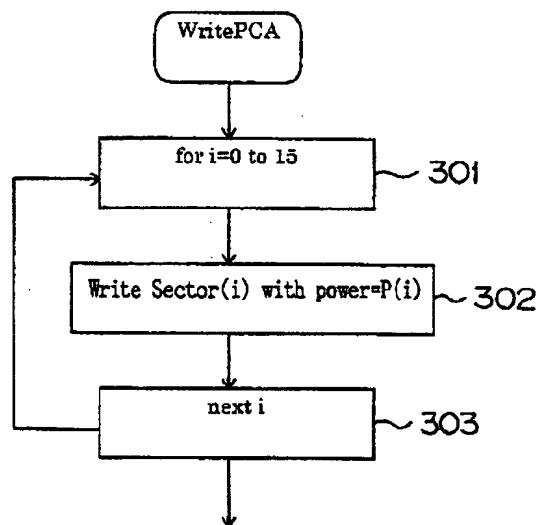 WritePCA
for i=0 to 15
301
Write Sector(i) with power=P(i)
302
next i
303